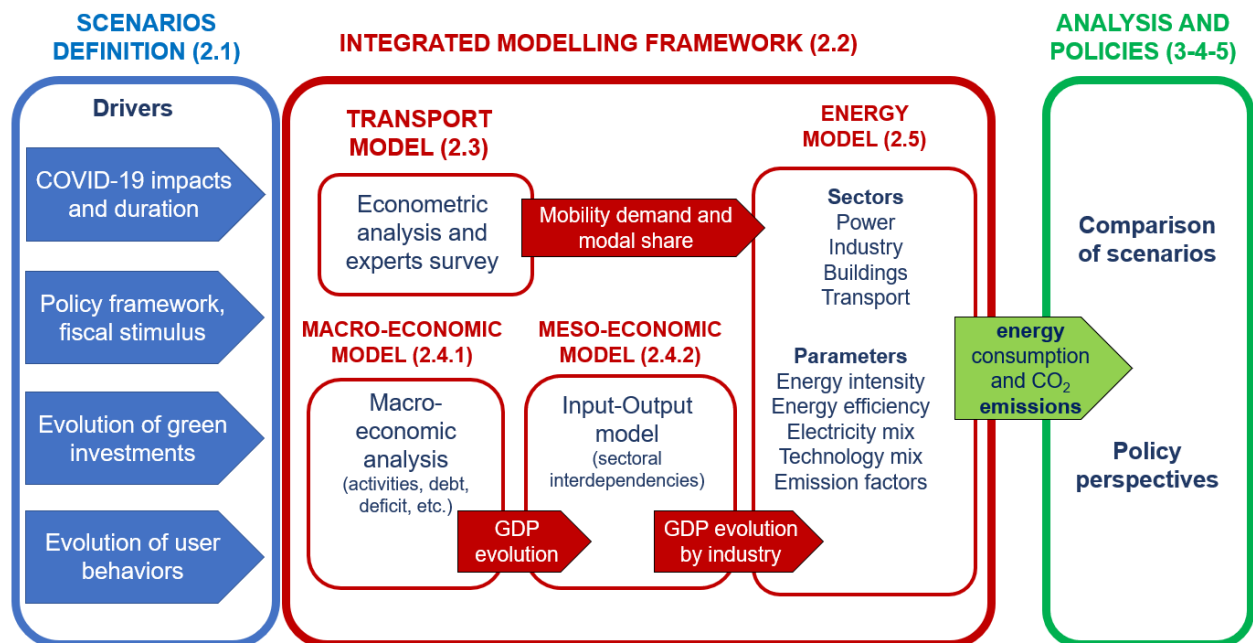 SCENARIOS
DEFINITION (2.1)
Drivers
COVID-19 impacts
and duration
Policy framework,
fiscal stimulus
Evolution of green
investments
Evolution of user
behaviors
INTEGRATED MODELLING FRAMEWORK (2.2)
TRANSPORT
MODEL (2.3)
Econometric
analysis and
experts survey
Mobility demand and
modal share
MACRO-ECONOMIC
MODEL (2.4.1)
Macro-
economic
analysis
(activities, debt,
deficit, etc.)
GDP
evolution
MESO-ECONOMIC
MODEL (2.4.2)
Input-Output
model
(sectoral
interdependencies)
GDP evolution
by industry
ENERGY
MODEL (2.5)
Sectors
Power
Industry
Buildings
Transport
Parameters
Energy intensity
Energy efficiency
Electricity mix
Technology mix
Emission factors
energy
consumption
and CO₂
emissions
ANALYSIS AND
POLICIES (3-4-5)
Comparison
of scenarios
Policy
perspectives